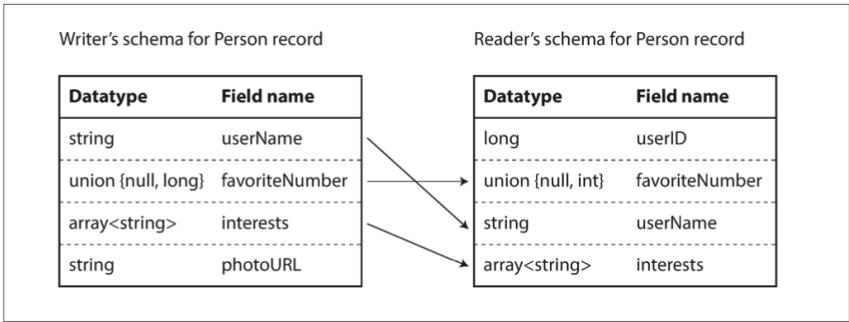 Writer's schema for Person record
Datatype Field name
string userName
union {null, long} favoriteNumber
array<string> interests
string photoURL
Reader's schema for Person record
Datatype Field name
long userID
union {null, int} favoriteNumber
string userName
array<string> interests